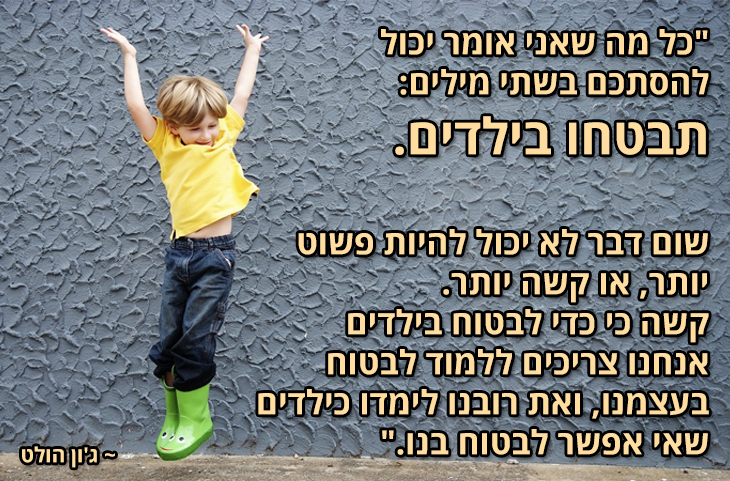 "כל מה שאני אומר יכול
להסתכם בשתי מילים:
תבטחו בילדים.
שום דבר לא יכול להיות פשוט
יותר, או קשה יותר.
קשה כי כדי לבטוח בילדים
אנחנו צריכים ללמוד לבטוח
בעצמנו, ואת רובנו לימדו כילדים
שאי אפשר לבטוח בנו."
~ ג'ון הולט